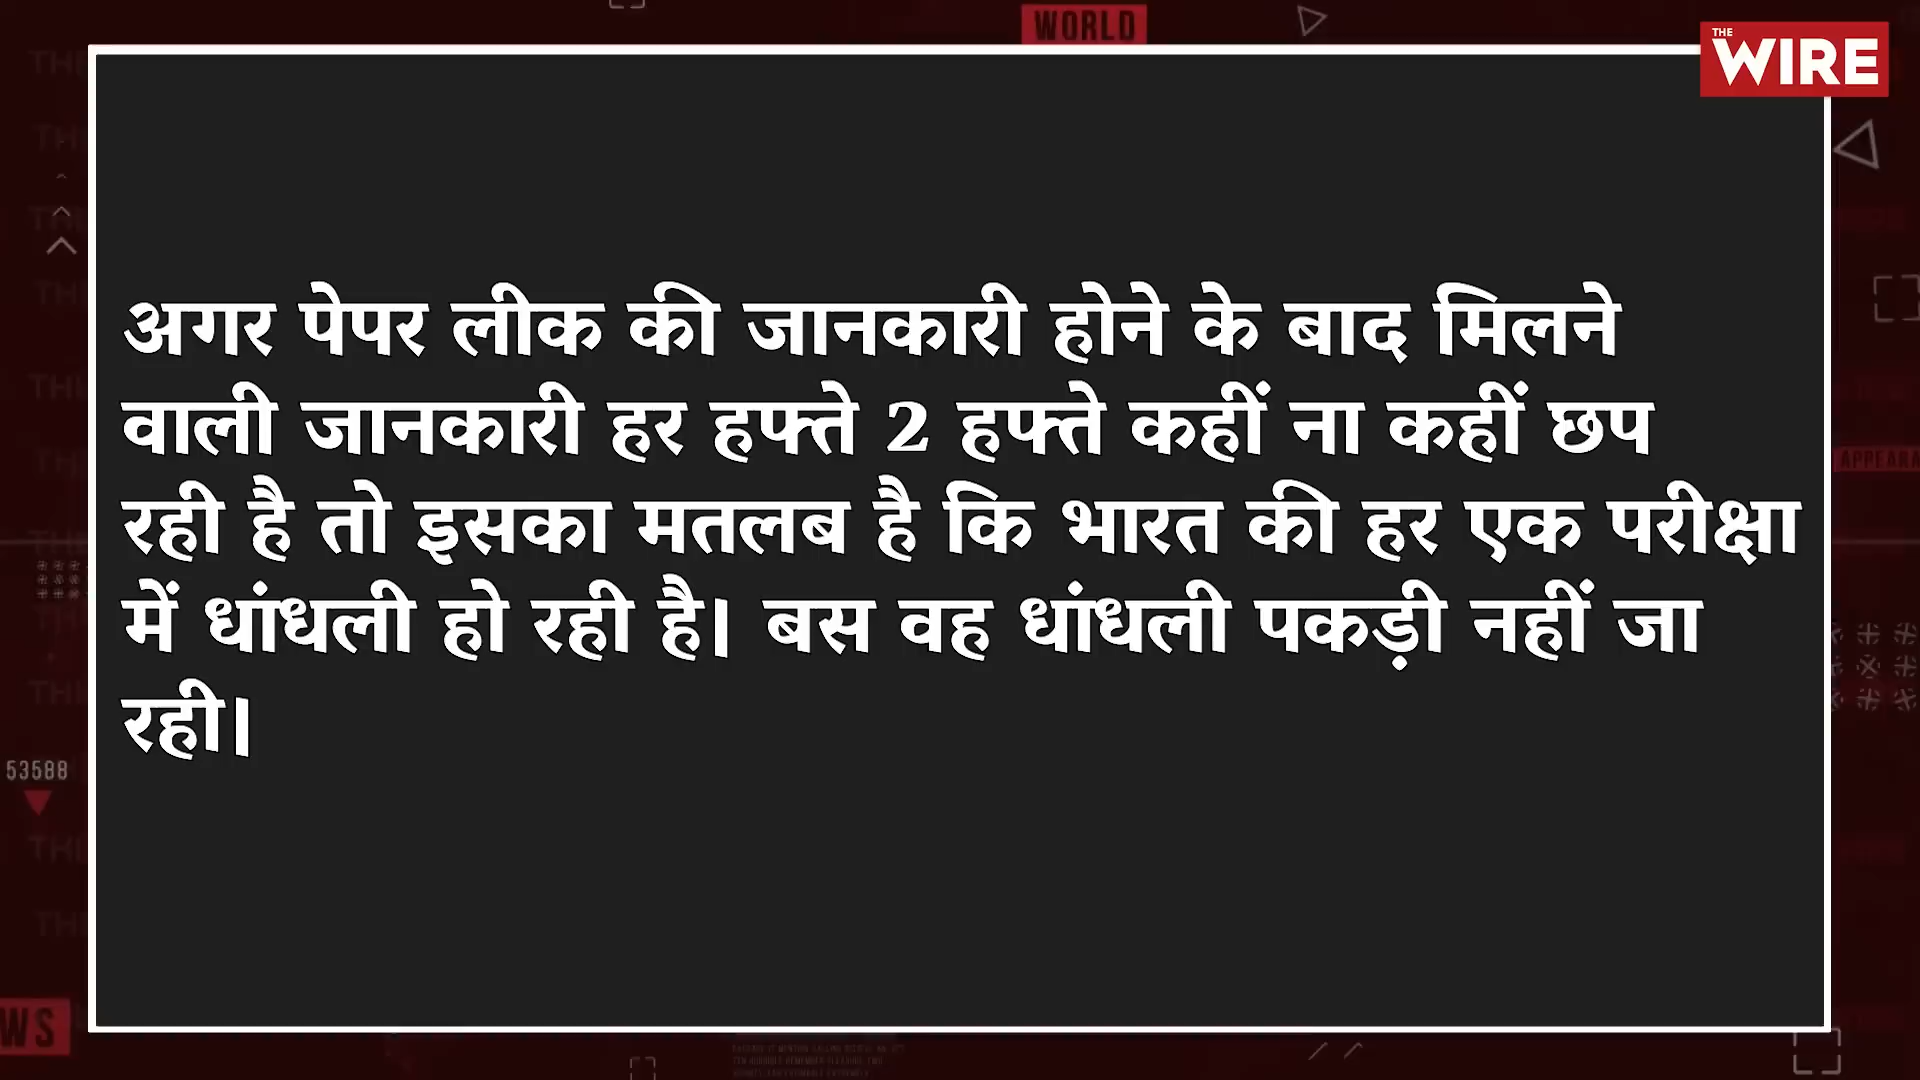 WORLD
THE
WIRE
अगर पेपर लीक की जानकारी होने के बाद मिलने
वाली जानकारी हर हफ्ते 2 हफ्ते कहीं ना कहीं छप
रही है तो इसका मतलब है कि भारत की हर एक परीक्षा
में धांधली हो रही है। बस वह धांधली पकड़ी नहीं जा
रही।
53588
WS